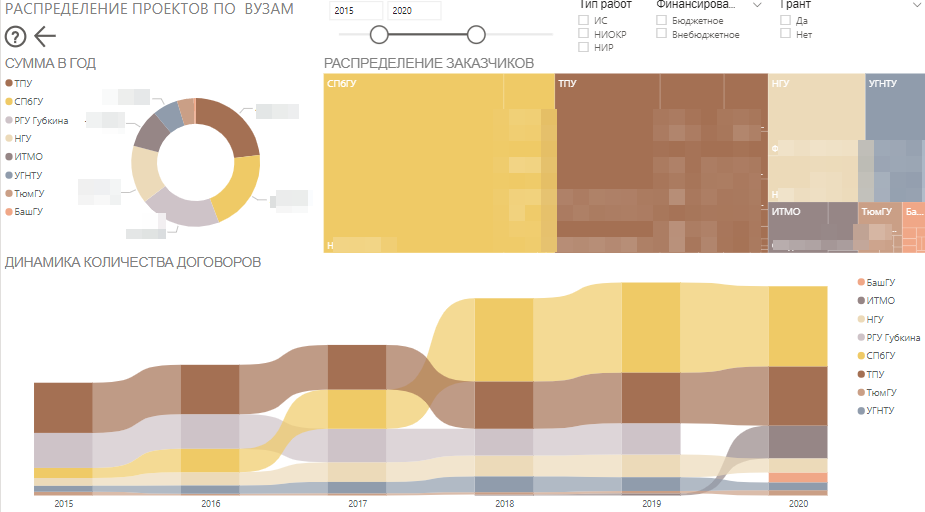 РАСПРЕДЕЛЕНИЕ ПРОЕКТОВ ПО ВУЗАМ
2015 2020
Тип работ
ИС
НИОКР
НИР
Финансирова...
Бюджетное
Внебюджетное
Грант
Да
Нет
?
СУММА В ГОД
ТПУ
СПбГУ
РГУ Губкина
НГУ
ИТМО
УГНТУ
ТюмГУ
БашГУ
РАСПРЕДЕЛЕНИЕ ЗАКАЗЧИКОВ
СПбГУ
Н
ТПУ
НГУ
Ф
Н
УГНТУ
ИТМО
ТюмГУ
Ба...
ДИНАМИКА КОЛИЧЕСТВА ДОГОВОРОВ
БашГУ
ИТМО
НГУ
РГУ Губкина
СПбГУ
ТПУ
ТюмГУ
УГНТУ
2015 2016 2017 2018 2019 2020